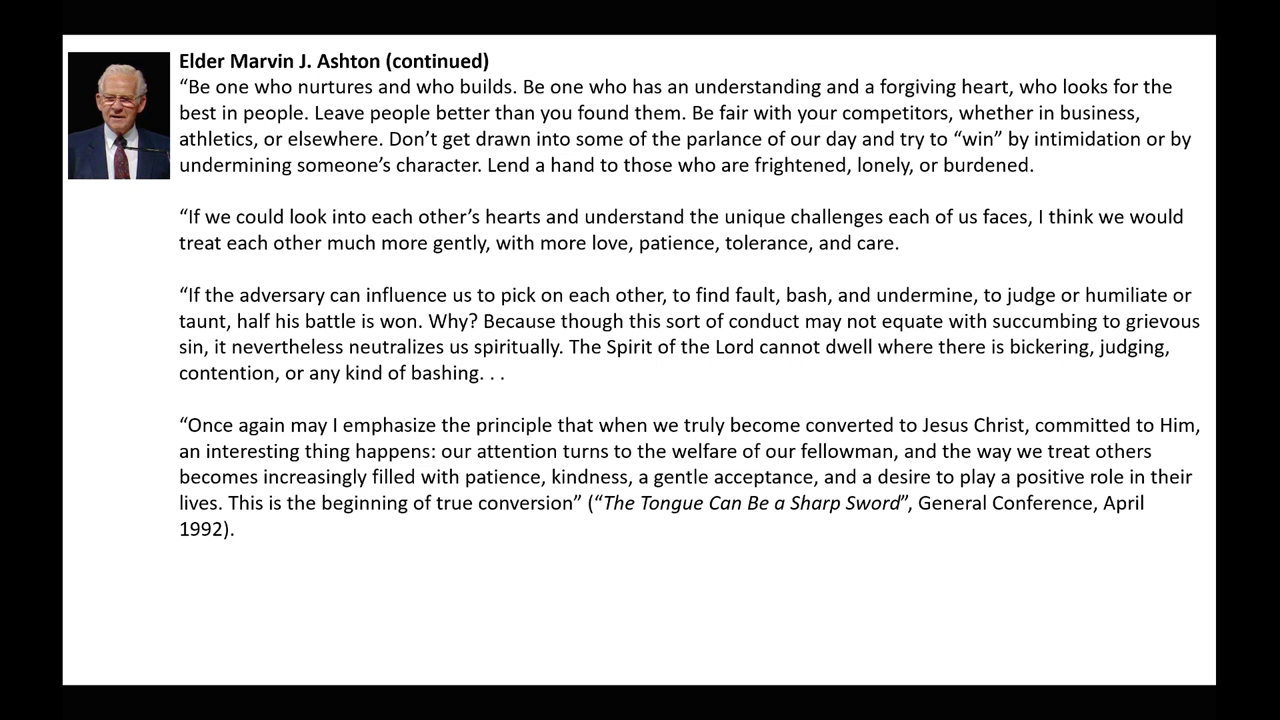 Elder Marvin J. Ashton (continued)
“Be one who nurtures and who builds. Be one who has an understanding and a forgiving heart, who looks for the
best in people. Leave people better than you found them. Be fair with your competitors, whether in business,
athletics, or elsewhere. Don’t get drawn into some of the parlance of our day and try to “win” by intimidation or by
undermining someone’s character. Lend a hand to those who are frightened, lonely, or burdened.
“If we could look into each other’s hearts and understand the unique challenges each of us faces, I think we would
treat each other much more gently, with more love, patience, tolerance, and care.
“If the adversary can influence us to pick on each other, to find fault, bash, and undermine, to judge or humiliate or
taunt, half his battle is won. Why? Because though this sort of conduct may not equate with succumbing to grievous
sin, it nevertheless neutralizes us spiritually. The Spirit of the Lord cannot dwell where there is bickering, judging,
contention, or any kind of bashing. . .
“Once again may I emphasize the principle that when we truly become converted to Jesus Christ, committed to Him,
an interesting thing happens: our attention turns to the welfare of our fellowman, and the way we treat others
becomes increasingly filled with patience, kindness, a gentle acceptance, and a desire to play a positive role in their
lives. This is the beginning of true conversion” (“The Tongue Can Be a Sharp Sword”, General Conference, April
1992).